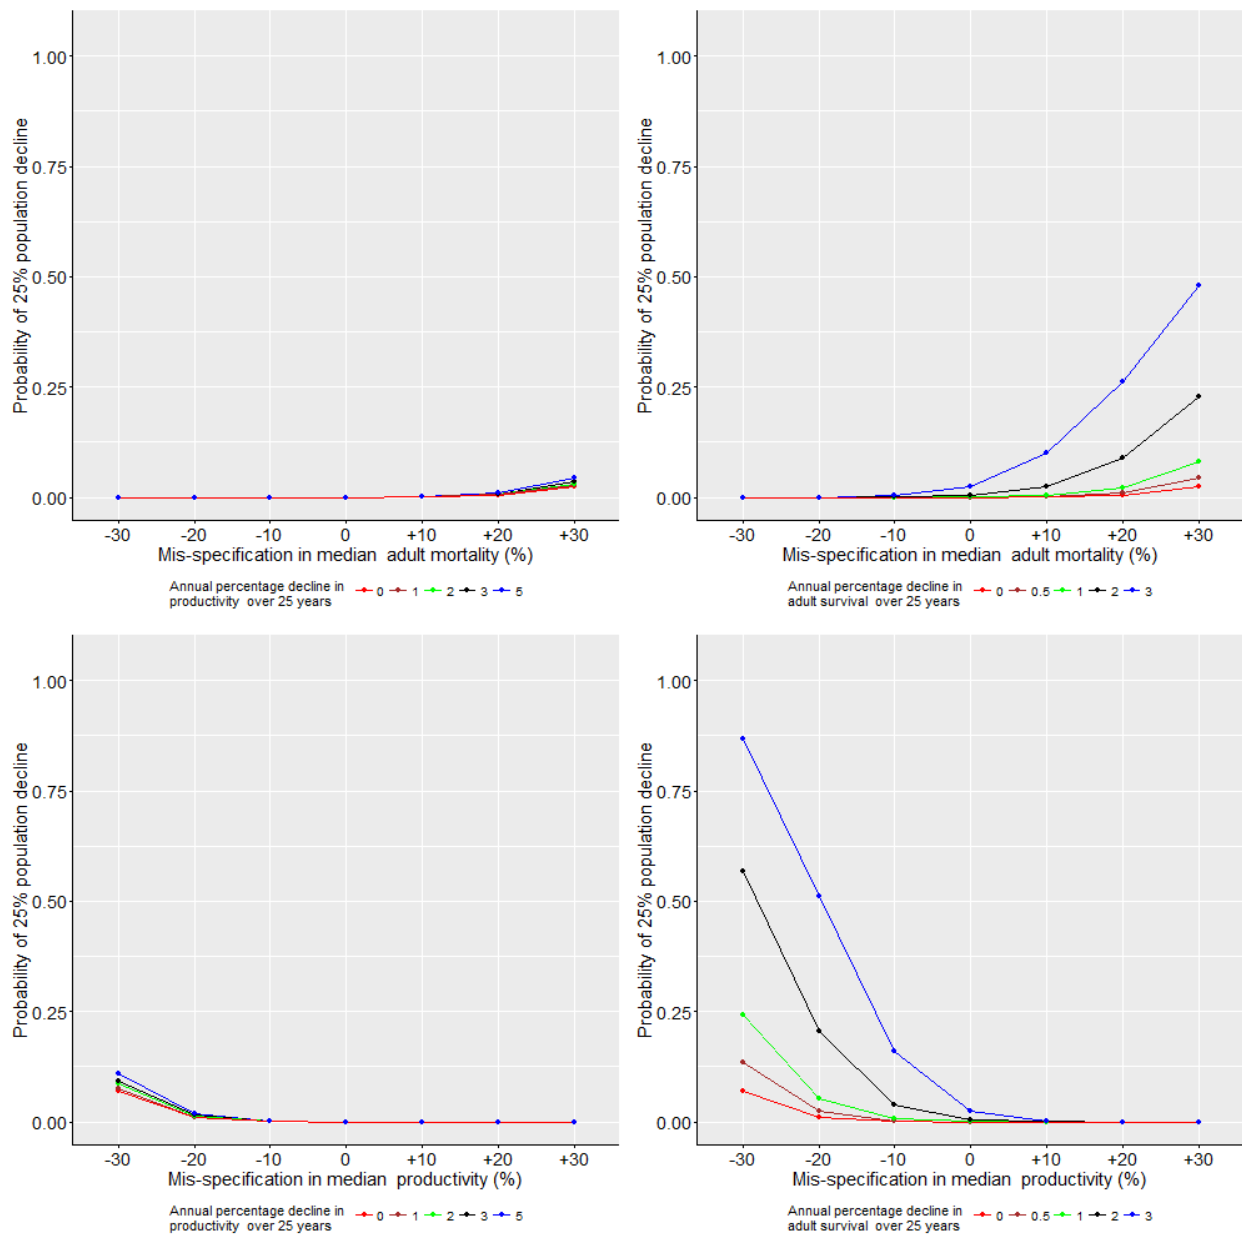 Probability of 25% population decline
1.00
0.75
0.50
0.25
0.00
-30 -20 -10 0 +10 +20 +30
Mis-specification in median adult mortality (%)
Annual percentage decline in
productivity over 25 years 0 1 2 3 5
Probability of 25% population decline
1.00
0.75
0.50
0.25
0.00
-30 -20 -10 0 +10 +20 +30
Mis-specification in median adult mortality (%)
Annual percentage decline in
adult survival over 25 years 0 0.5 1 2 3
Probability of 25% population decline
1.00
0.75
0.50
0.25
0.00
-30 -20 -10 0 +10 +20 +30
Mis-specification in median productivity (%)
Annual percentage decline in
productivity over 25 years 0 1 2 3 5
Probability of 25% population decline
1.00
0.75
0.50
0.25
0.00
-30 -20 -10 0 +10 +20 +30
Mis-specification in median productivity (%)
Annual percentage decline in
adult survival over 25 years 0 0.5 1 2 3